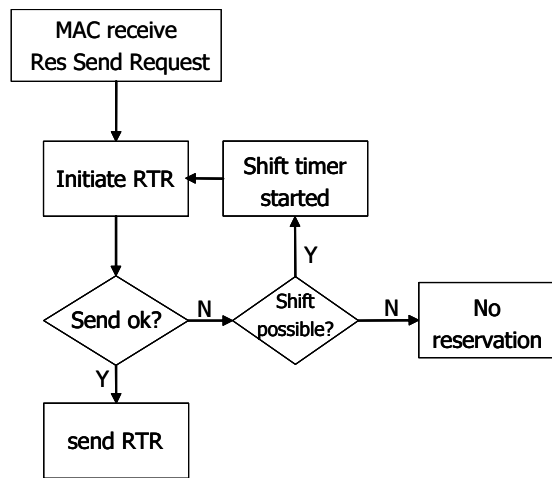 MAC receive
Res Send Request
Initiate RTR
Shift timer
started
Y
Send ok?
N
Shift
possible?
N
No
reservation
Y
send RTR